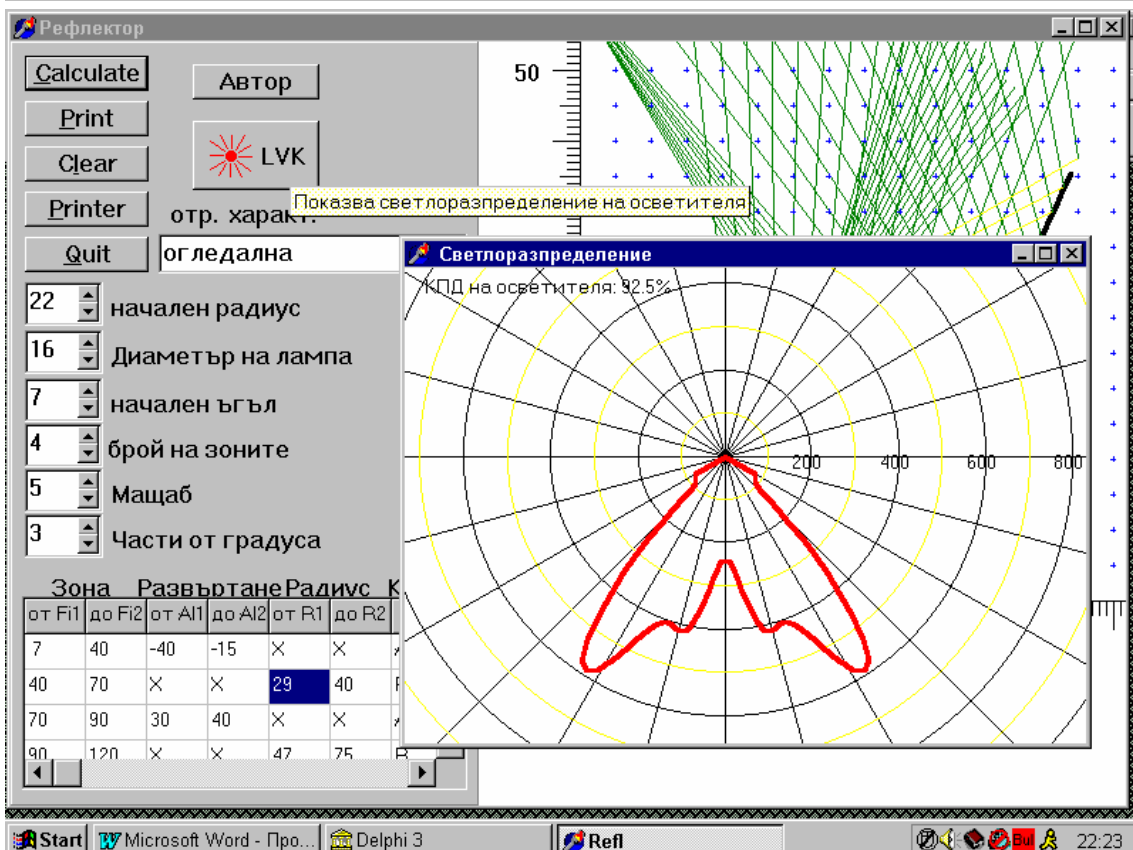 Рефлектор
Calculate
Автор
50
Print
LVK
Clear
Показва светлоразпределение на осветителя
Printer
отр. характ.
Quit
огледална
Светлоразпределение
КПД на осветителя: 92.5%
22 начален радиус
16 Диаметър на лампа
7 начален ъгъл
4 брой на зоните
5 Мащаб
3 Части от градуса
200 400 600 800
Зона Развъртане Радиус
от Fi1 до Fi2 от Al1 до Al2 от R1 до R2
7 40 -40 -15 X X
40 70 X X 29 40
70 90 30 40 X X
90 120 X X 47 75
Start Microsoft Word - Про... Delphi 3 Refl Bul 22:23